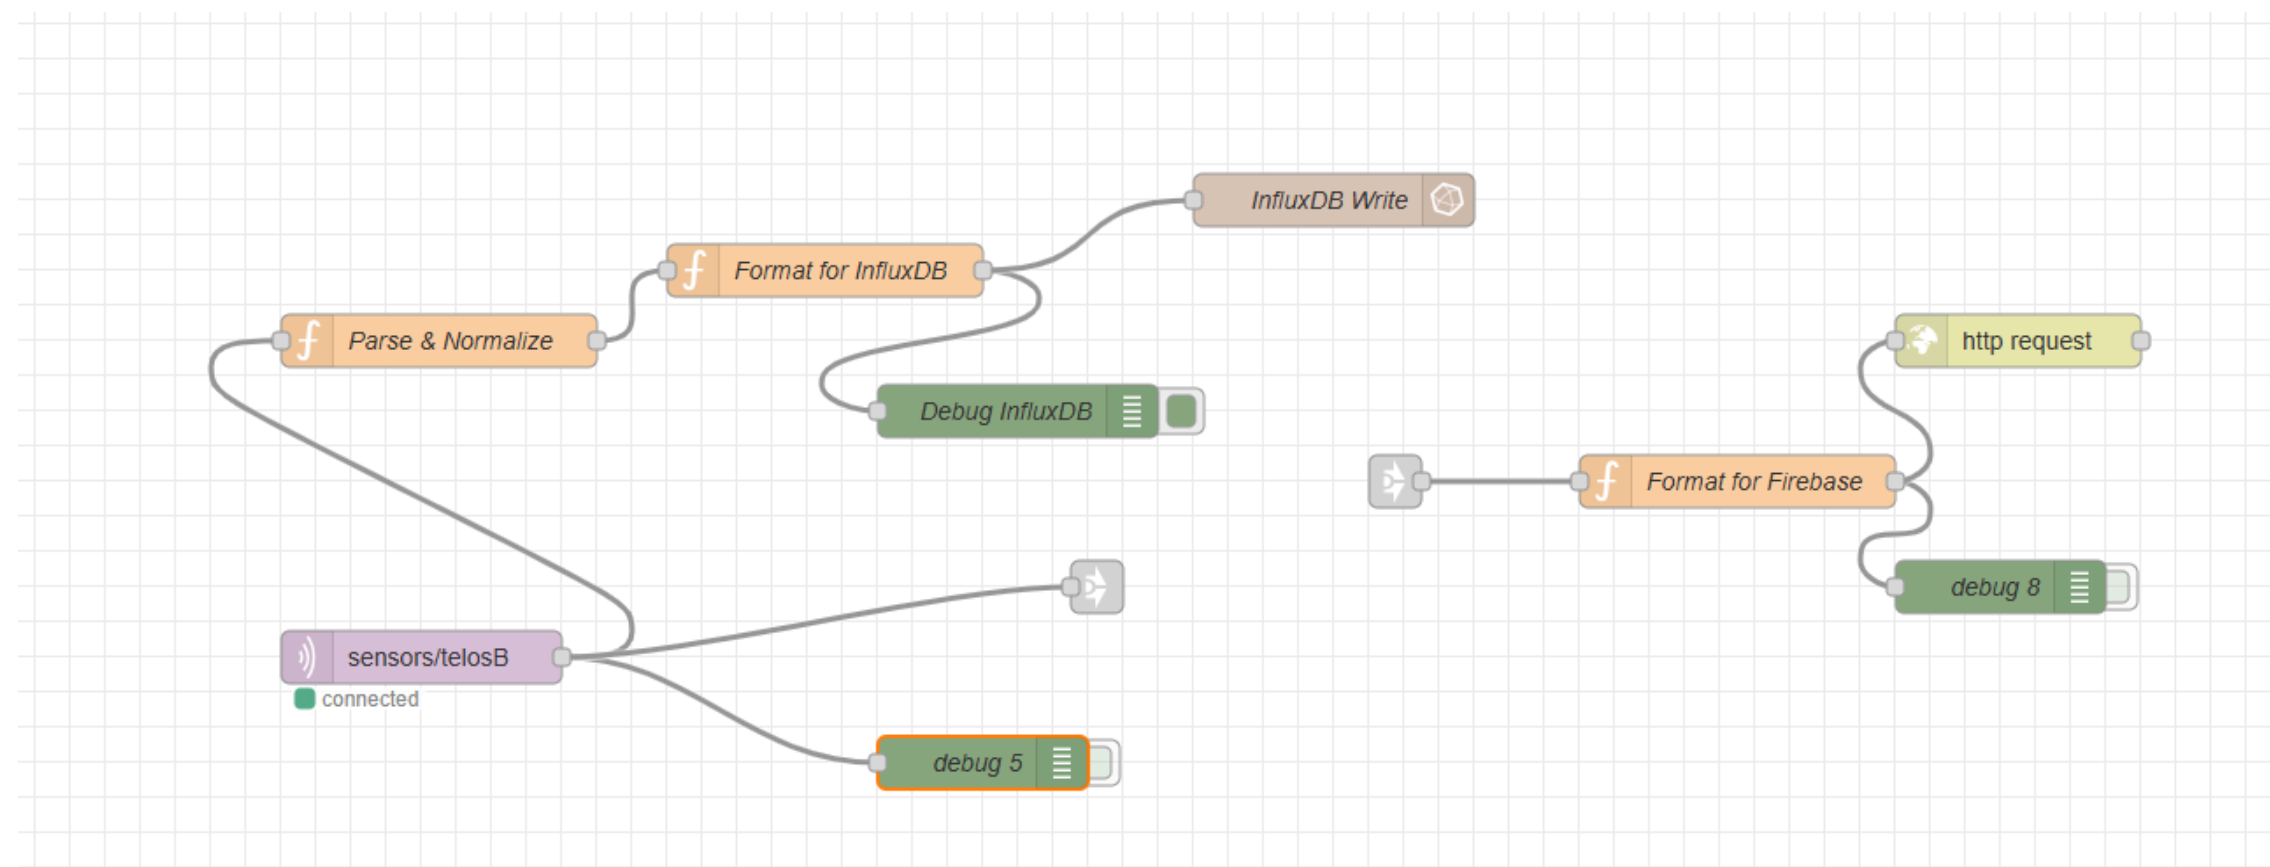 InfluxDB Write
Format for InfluxDB
Parse & Normalize
http request
Debug InfluxDB
Format for Firebase
debug 8
sensors/telosB
connected
debug 5